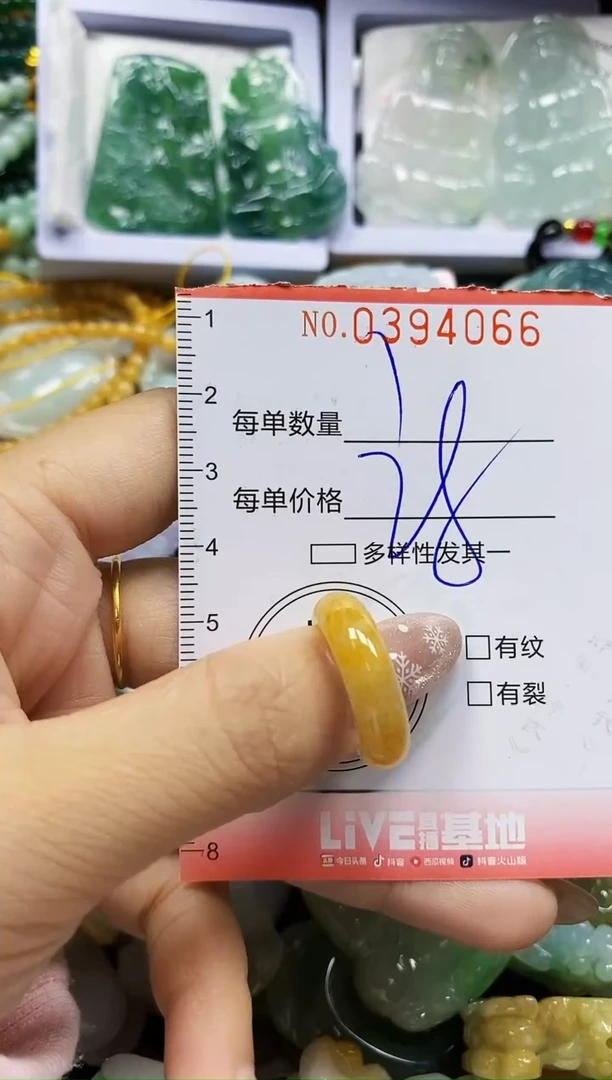 1
NO.0394066
2
每单数量
3
每单价格
4
多样性发其一
5
有纹
有裂
LiVE直播基地
8
今日头条 抖音 西瓜视频 抖音火山版